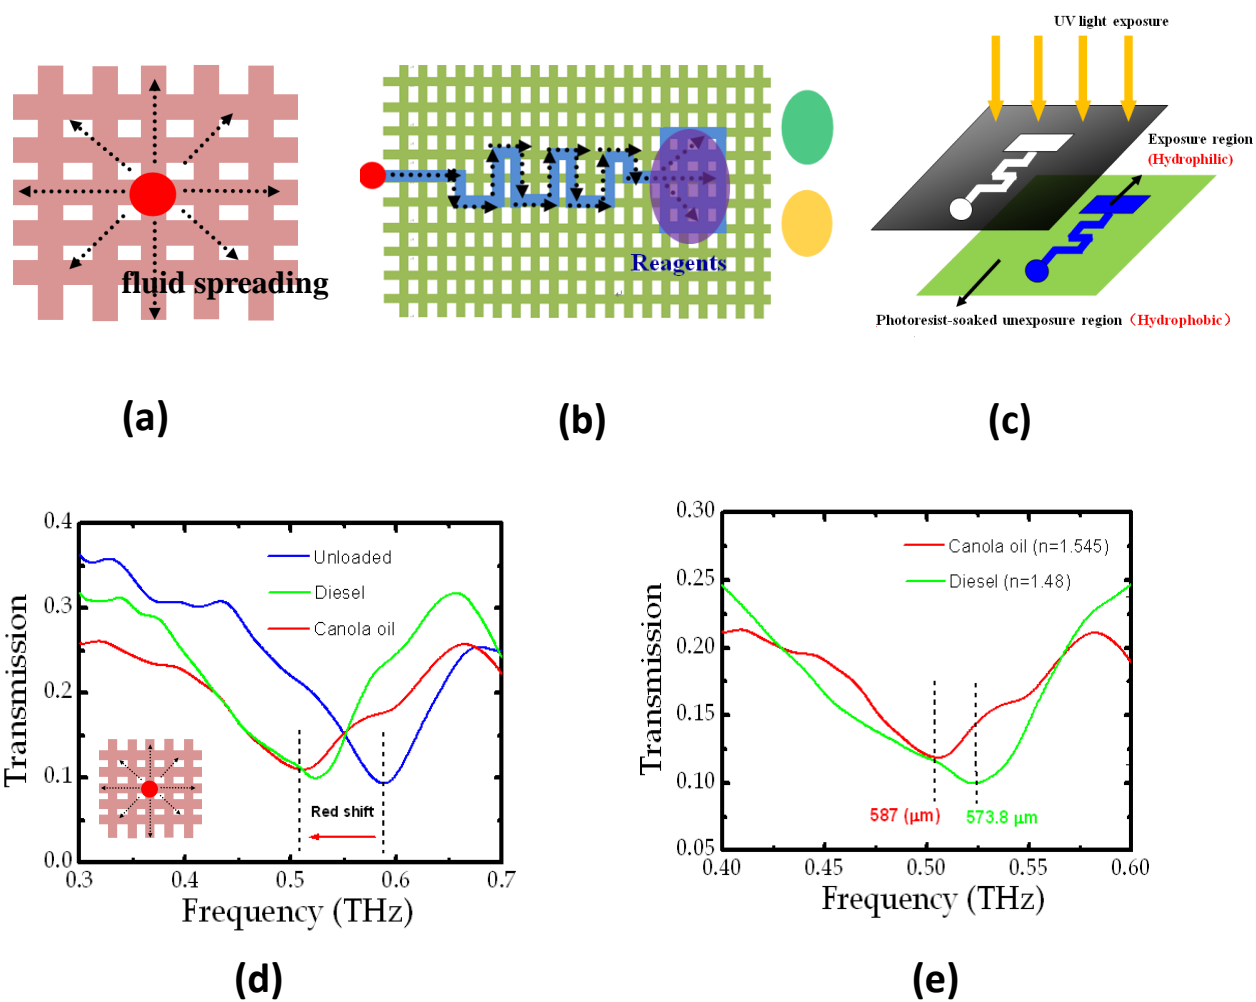 UV light exposure
Exposure region
(Hydrophilic)
fluid spreading
Reagents
Photoresist-soaked unexposure region (Hydrophobic)
(a)
(b)
(c)
0.4
0.3
0.2
0.1
0.0
Transmission
Unloaded
Diesel
Canola oil
Red shift
0.3
0.4
0.5
0.6
0.7
Frequency (THz)
(d)
0.30
0.25
0.20
0.15
0.10
0.05
Transmission
Canola oil (n=1.545)
Diesel (n=1.48)
587 (μm)
573.8 μm
0.40
0.45
0.50
0.55
0.60
Frequency (THz)
(e)